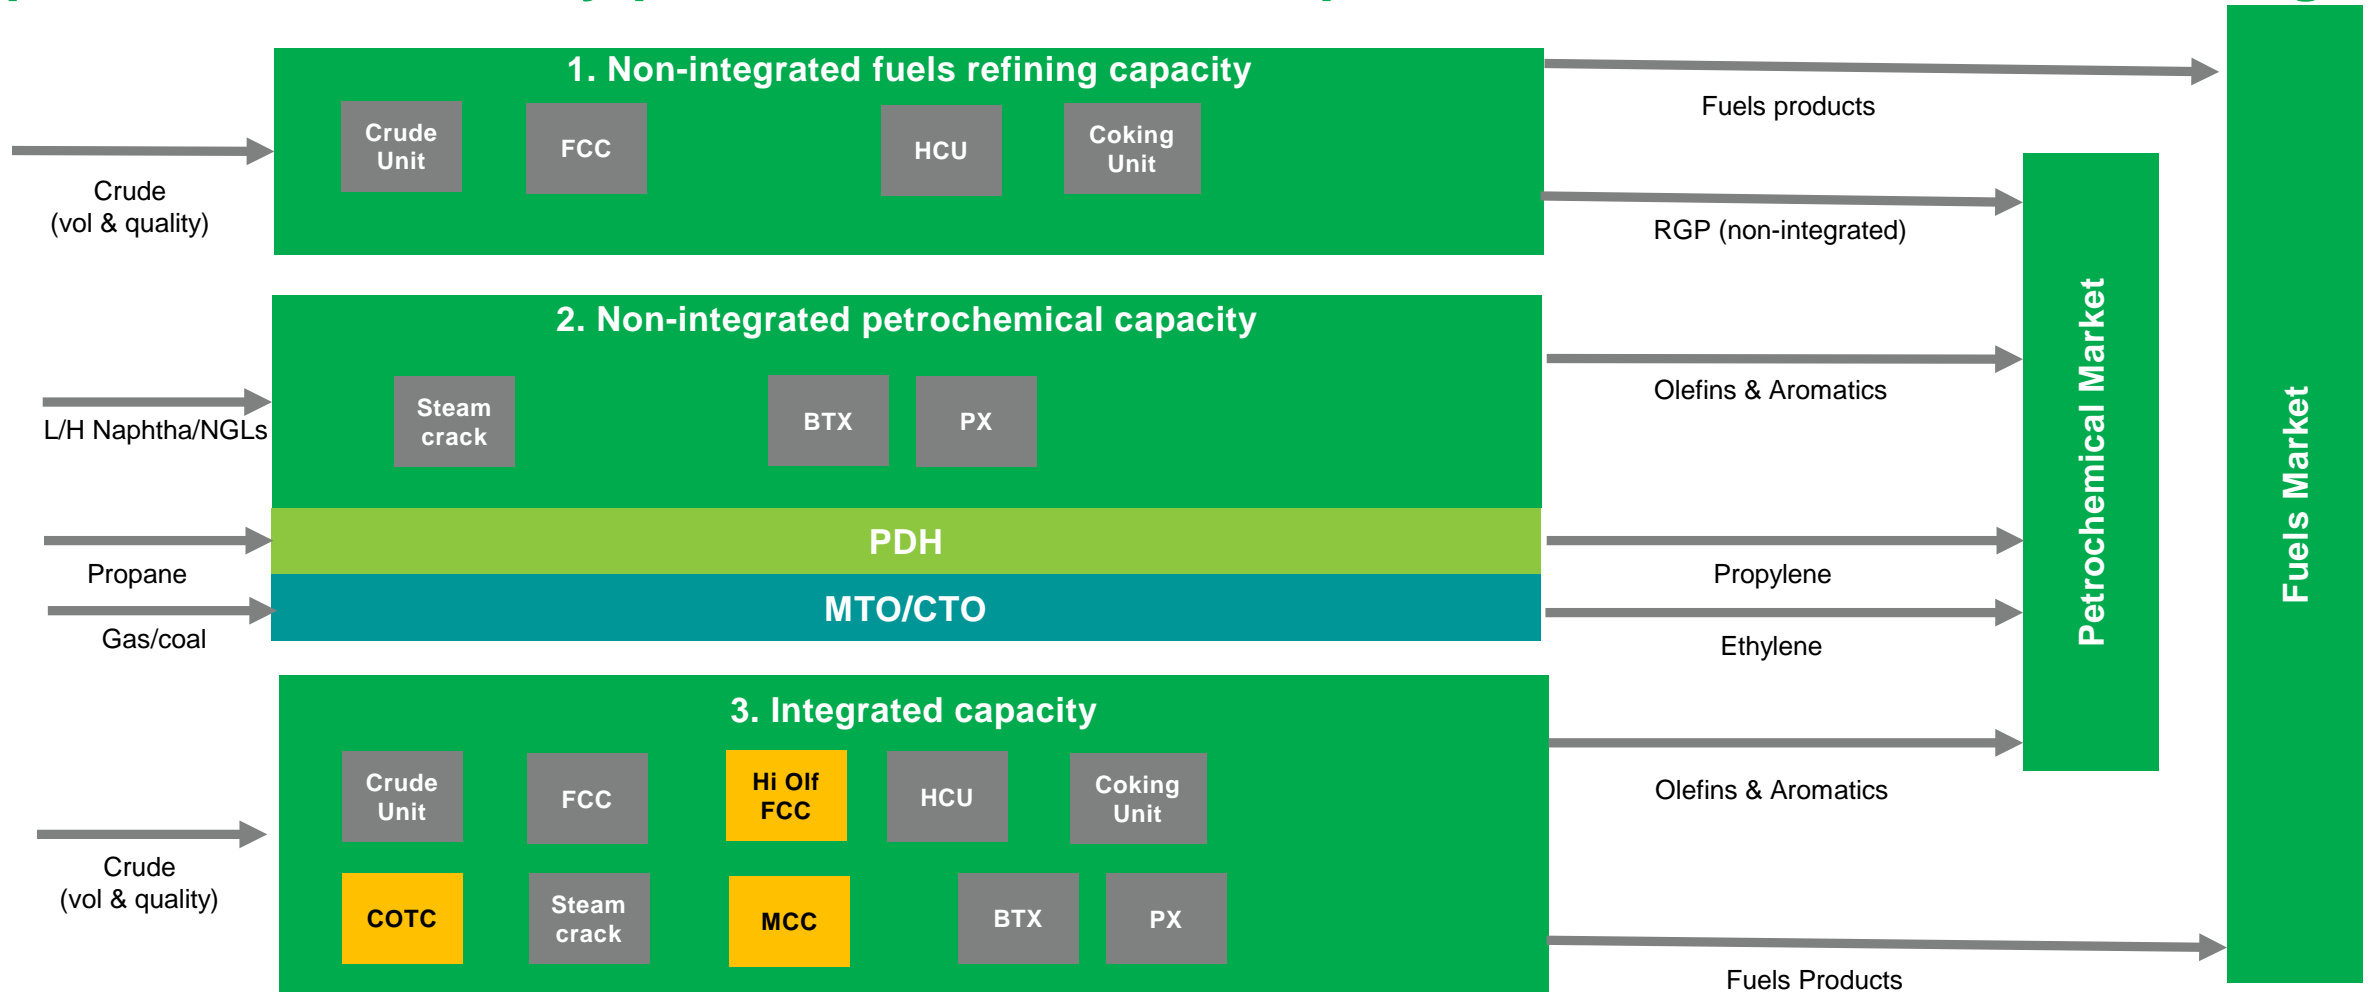 1. Non-integrated fuels refining capacity
Crude
Unit
FCC
HCU
Coking
Unit
Crude
(vol & quality)
Fuels products
RGP (non-integrated)
2. Non-integrated petrochemical capacity
Steam
crack
BTX
PX
L/H Naphtha/NGLs
Olefins & Aromatics
PDH
Propane
Propylene
MTO/CTO
Gas/coal
Ethylene
3. Integrated capacity
Crude
Unit
FCC
Hi Olf
FCC
HCU
Coking
Unit
COTC
Steam
crack
MCC
BTX
PX
Crude
(vol & quality)
Olefins & Aromatics
Fuels Products
Petrochemical Market
Fuels Market